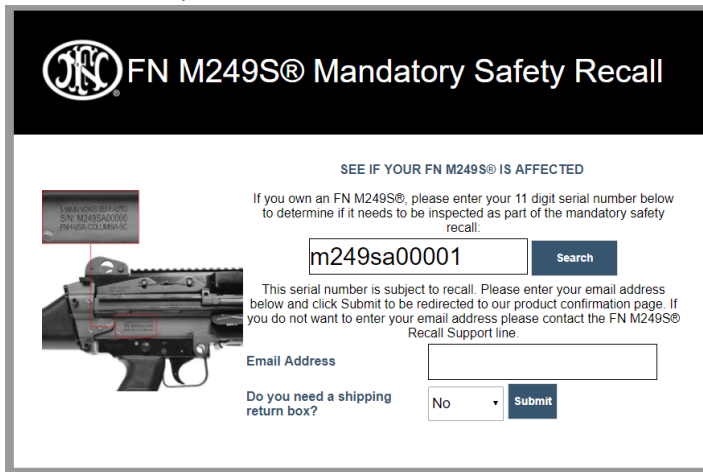 FN
FN M249S® Mandatory Safety Recall
SEE IF YOUR FN M249S® IS AFFECTED
If you own an FN M249S®, please enter your 11 digit serial number below
to determine if it needs to be inspected as part of the mandatory safety
recall:
S/N: M249SA00000
FNH-USA, COLUMBIA-SC
m249sa00001
Search
This serial number is subject to recall. Please enter your email address
below and click Submit to be redirected to our product confirmation page. If
you do not want to enter your email address please contact the FN M249S®
Recall Support line.
Email Address
Do you need a shipping
return box?
No
Submit